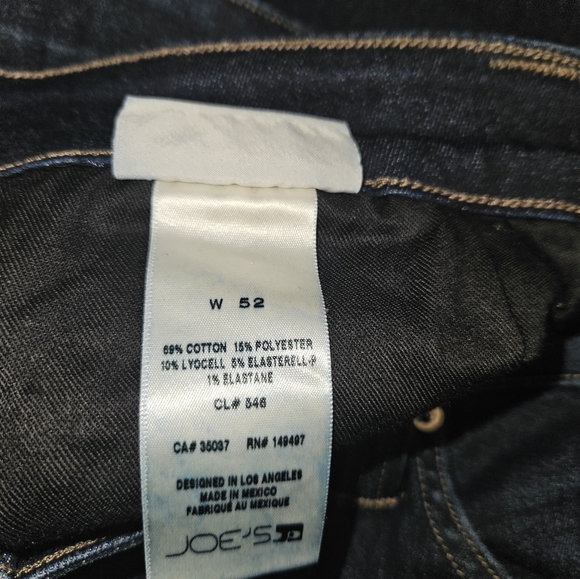 W 52
69% COTTON 15% POLYESTER
10% LYOCELL 5% ELASTERELL-P
1% ELASTANE
CL# 546
CA# 35037 RN# 149497
DESIGNED IN LOS ANGELES
MADE IN MEXICO
FABRIQUÉ AU MEXIQUE
JOE'S